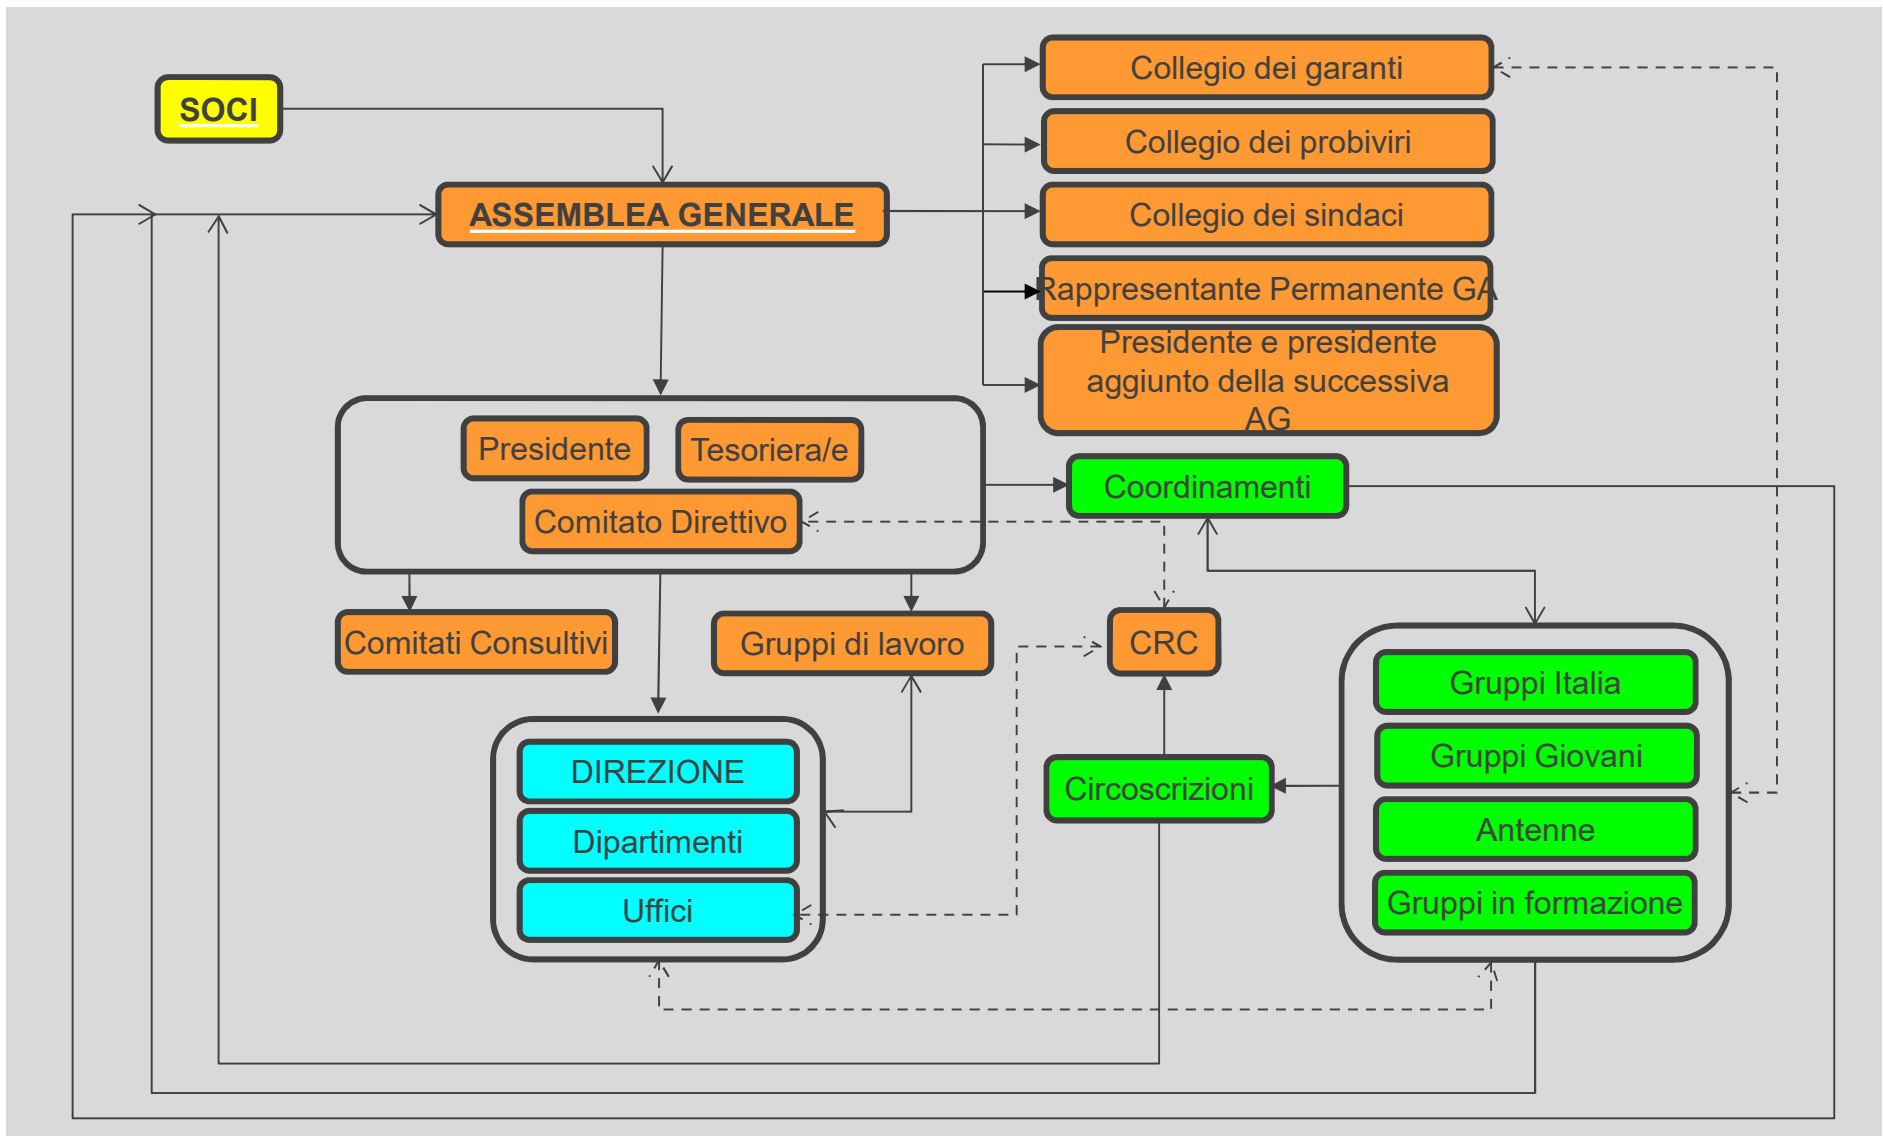 SOCI
ASSEMBLEA GENERALE
Collegio dei garanti
Collegio dei probiviri
Collegio dei sindaci
Rappresentante Permanente GA
Presidente e presidente
aggiunto della successiva
AG
Presidente
Tesoriera/e
Comitato Direttivo
Coordinamenti
Comitati Consultivi
Gruppi di lavoro
CRC
DIREZIONE
Dipartimenti
Uffici
Circoscrizioni
Gruppi Italia
Gruppi Giovani
Antenne
Gruppi in formazione